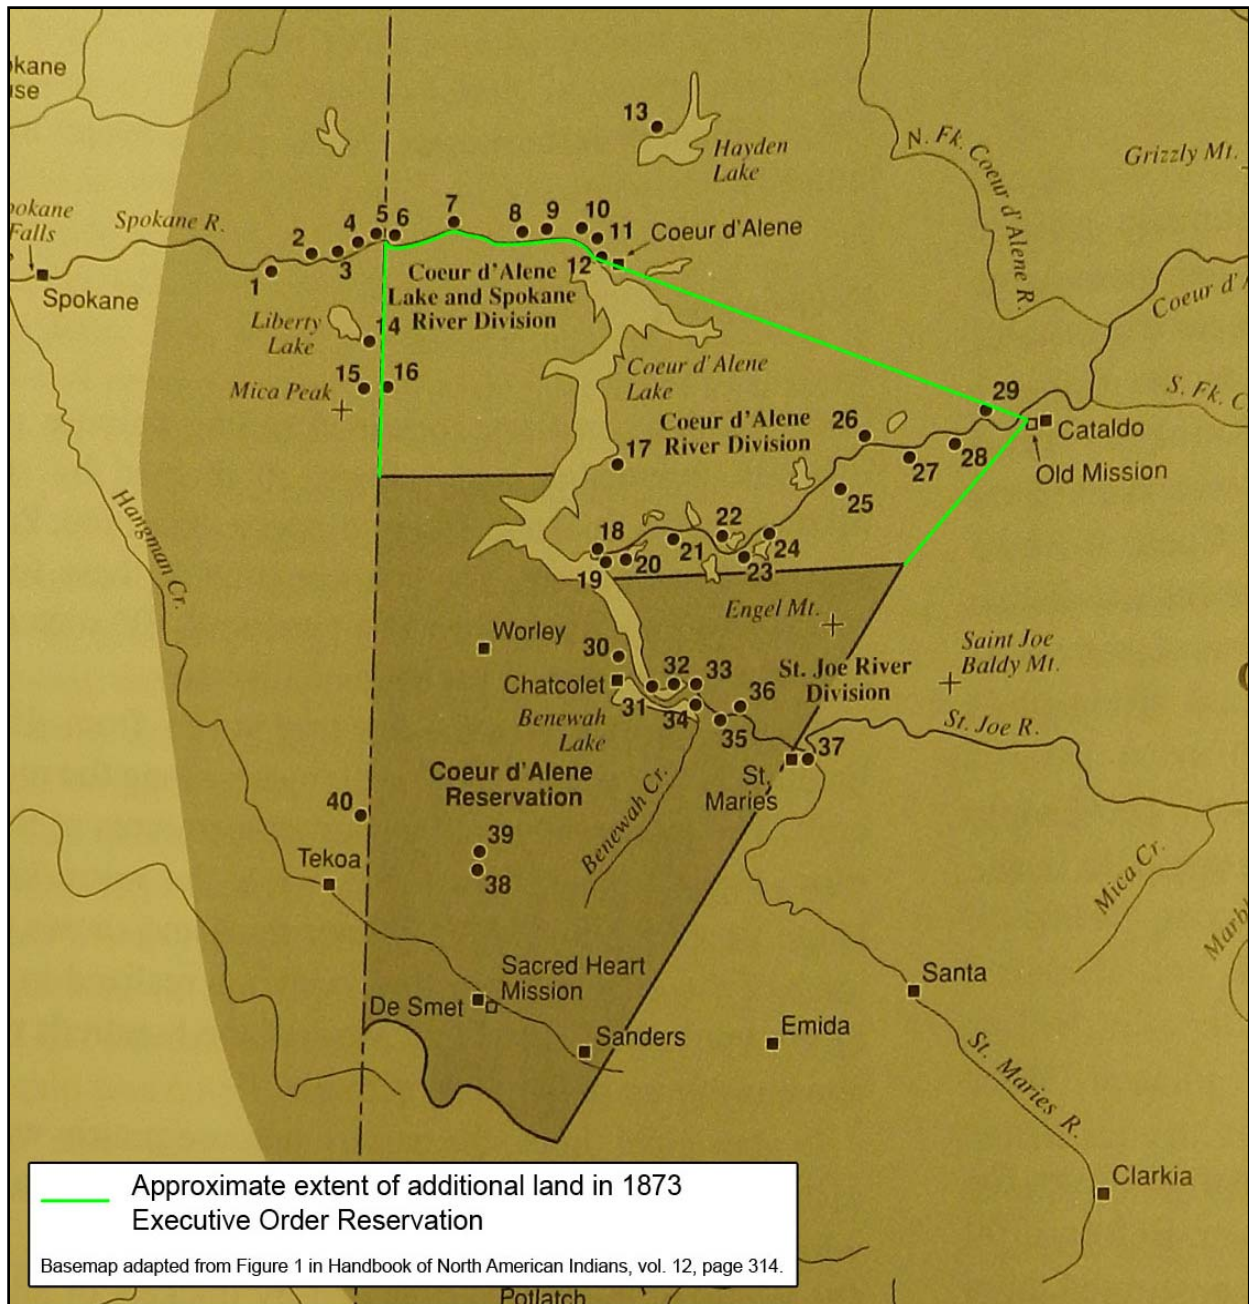 kane
use
13
Hayden
Lake
N. Fk. Coeur d'Alene R.
Grizzly Mt.
pokane
Falls
Spokane R.
Spokane
1
2
3
4
5
6
7
8
9
10
11
12
Coeur d'Alene
Coeur d'Alene
Lake and Spokane
River Division
Coeur d'A
Liberty
Lake
14
15
16
Mica Peak
Coeur d'Alene
Lake
S. Fk. C
29
Coeur d'Alene
River Division
26
Cataldo
Old Mission
17
28
27
25
Hangman Cr.
18
19
20
21
22
23
24
Engel Mt.
Worley
Saint Joe
Baldy Mt.
30
Chatcolet
31
32
33
34
35
36
St. Joe River
Division
Benewah
Lake
St. Joe R.
37
St.
Maries
Coeur d'Alene
Reservation
Benewah Cr.
40
Tekoa
39
38
Mica Cr.
Marb
Sacred Heart
Mission
De Smet
Sanders
Emida
Santa
St. Maries R.
Clarkia
Approximate extent of additional land in 1873
Executive Order Reservation
Basemap adapted from Figure 1 in Handbook of North American Indians, vol. 12, page 314.
Potlatch